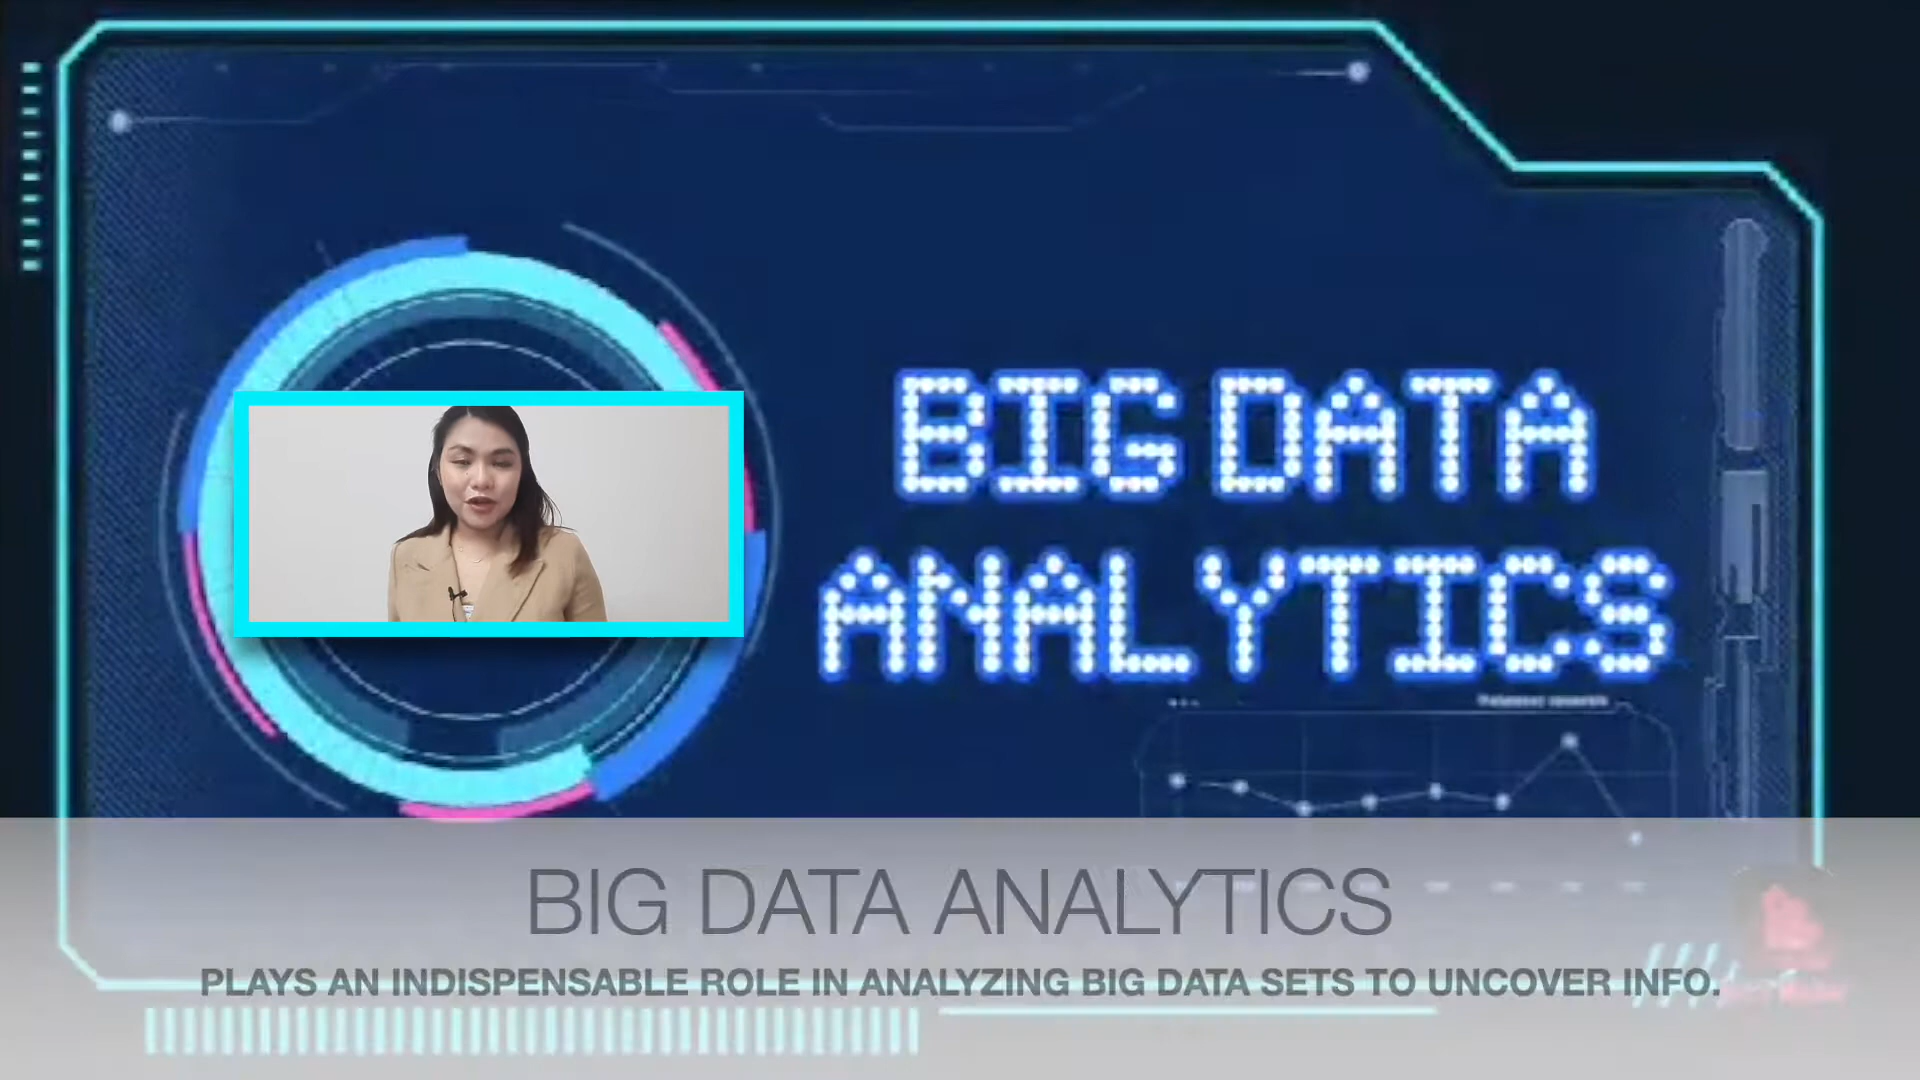 BIG DATA
ANALYTICS
BIG DATA ANALYTICS
PLAYS AN INDISPENSABLE ROLE IN ANALYZING BIG DATA SETS TO UNCOVER INFO.